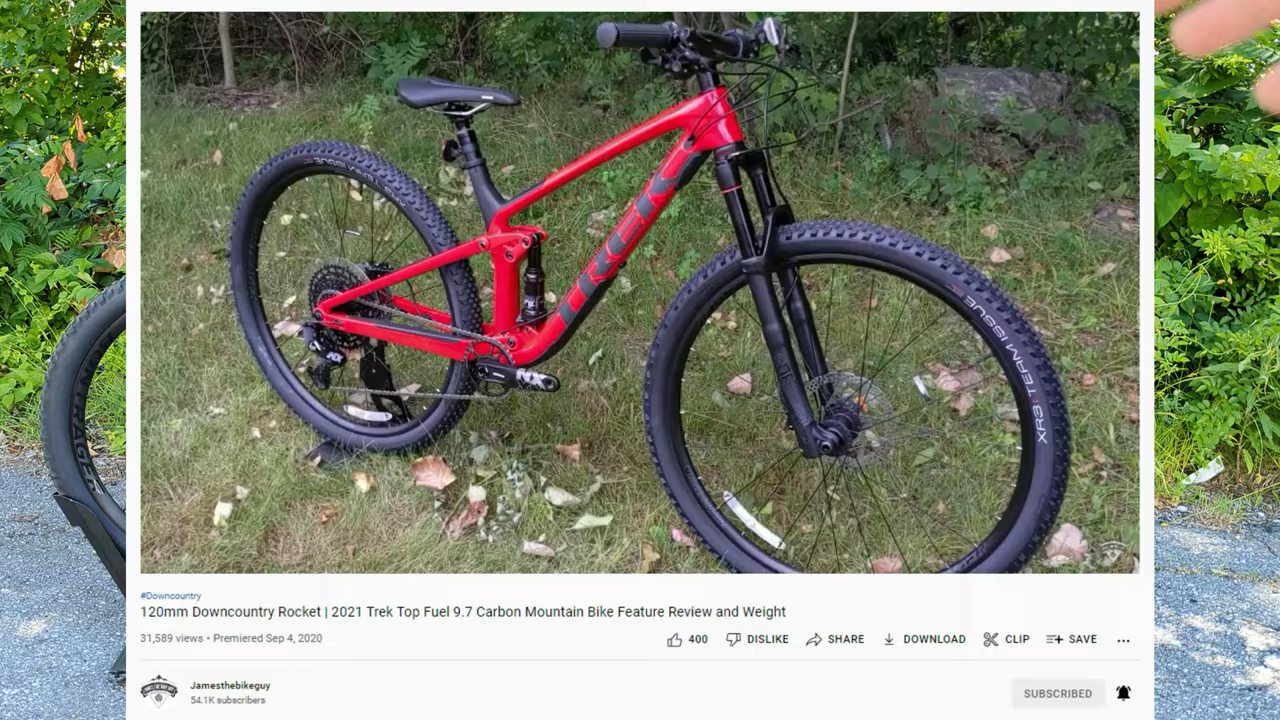 TREK
NX
XR3 TEAM ISSUE
#Downcountry
120mm Downcountry Rocket | 2021 Trek Top Fuel 9.7 Carbon Mountain Bike Feature Review and Weight
31,589 views • Premiered Sep 4, 2020
400
DISLIKE
SHARE
DOWNLOAD
CLIP
SAVE
Jamesthebikeguy
54.1K subscribers
SUBSCRIBED